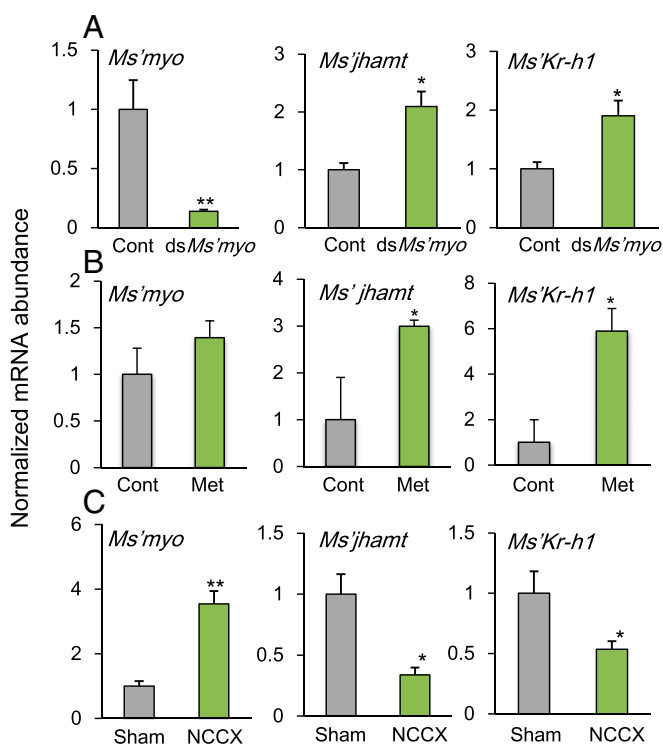 A
Ms'myo
1.5
1
0.5
0
**
Cont dsMs'myo
Ms'jhamt
3
2
1
0
*
Cont dsMs'myo
Ms'Kr-h1
3
2
1
0
*
Cont dsMs'myo
Normalized mRNA abundance
B
Ms'myo
2
1.5
1
0.5
0
Cont Met
Ms' jhamt
4
3
2
1
0
*
Cont Met
Ms'Kr-h1
8
6
4
2
0
*
Cont Met
C
Ms'myo
6
4
2
0
**
Sham NCCX
Ms'jhamt
1.5
1
0.5
0
*
Sham NCCX
Ms'Kr-h1
1.5
1
0.5
0
*
Sham NCCX